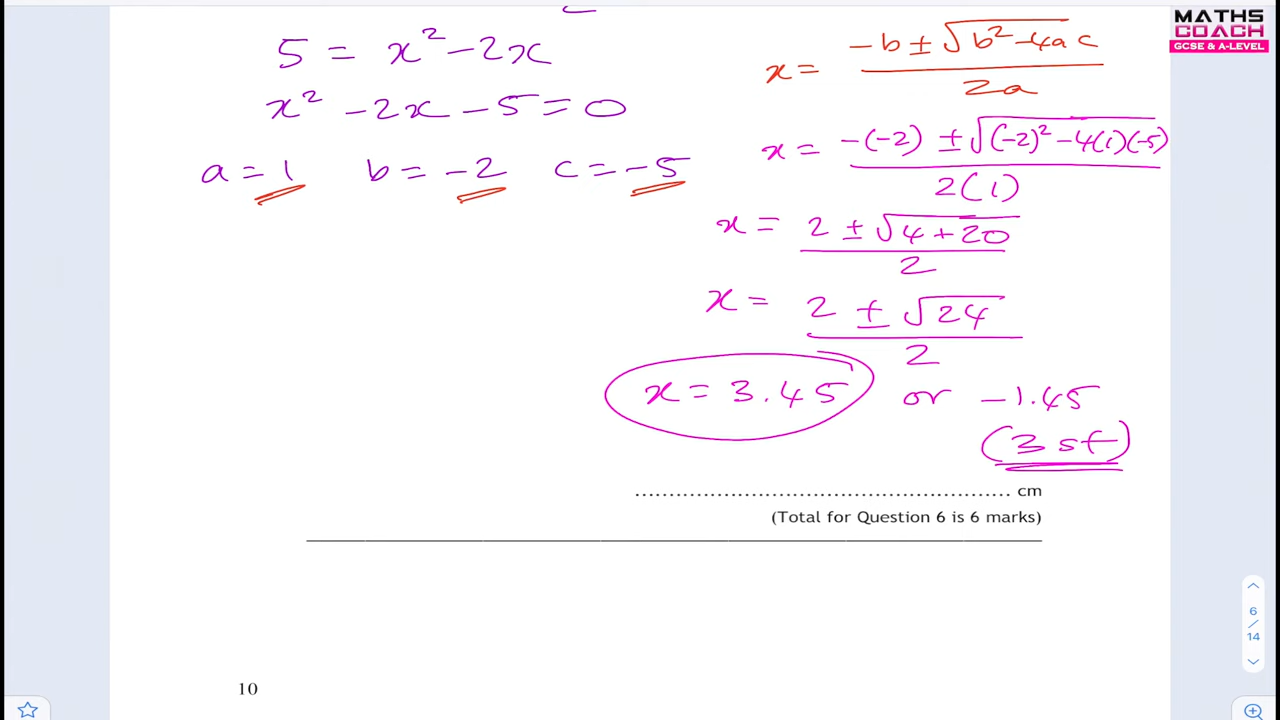 MATHS
COACH
GCSE & A-LEVEL
5 = x² - 2x
x² - 2x - 5 = 0
a = 1 b = -2 c = -5
x = (-b ± √(b² - 4ac)) / 2a
x = (-(-2) ± √((-2)² - 4(1)(-5))) / 2(1)
x = (2 ± √(4 + 20)) / 2
x = (2 ± √24) / 2
x = 3.45 or -1.45
(3 sf)
........................................................ cm
(Total for Question 6 is 6 marks)
6
/
14
10